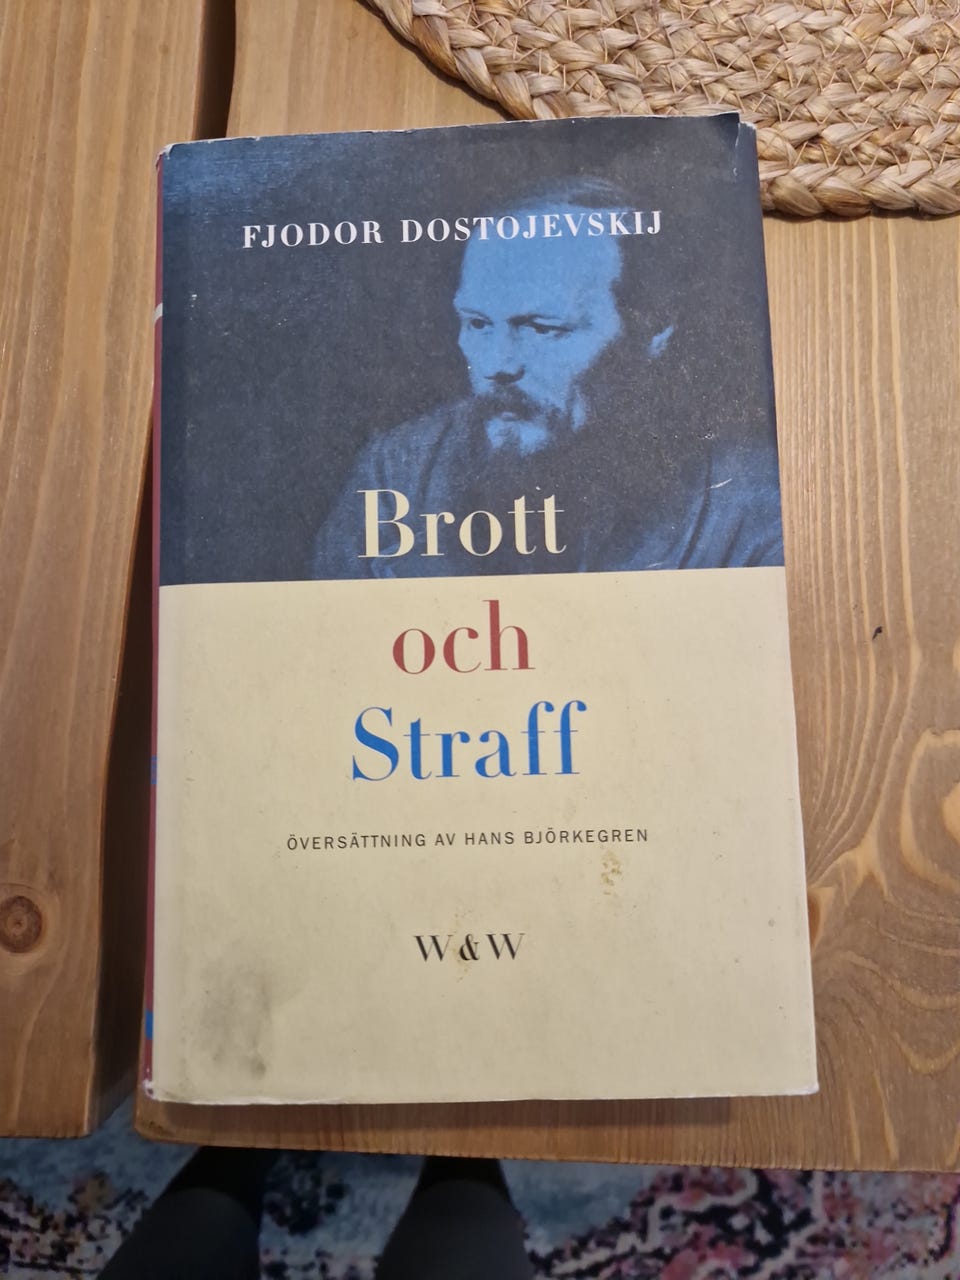 FJODOR DOSTOJEVSKIJ
Brott
och
Straff
ÖVERSÄTTNING AV HANS BJÖRKEGREN
W&W